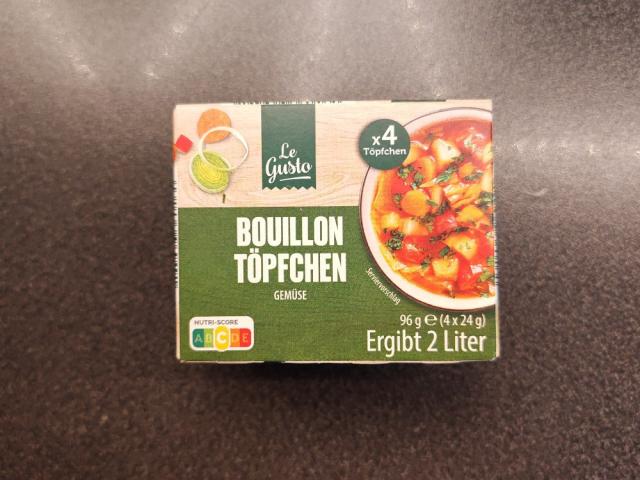 Le
Gusto
x4
Töpfchen
BOUILLON
TÖPFCHEN
GEMÜSE
Serviervorschlag
NUTRI-SCORE
A B C D E
96 g ℮ (4 x 24 g)
Ergibt 2 Liter